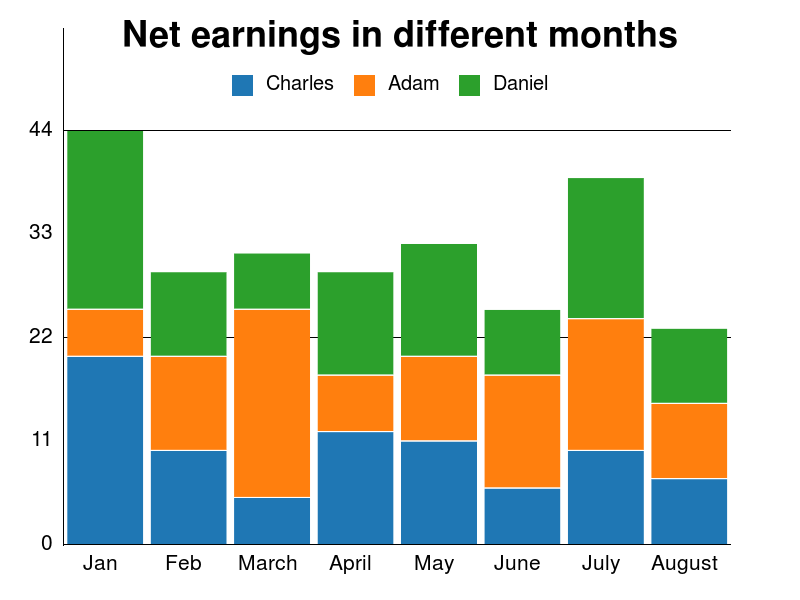 Net earnings in different months
Charles Adam Daniel
44
33
22
11
0
Jan Feb March April May June July August